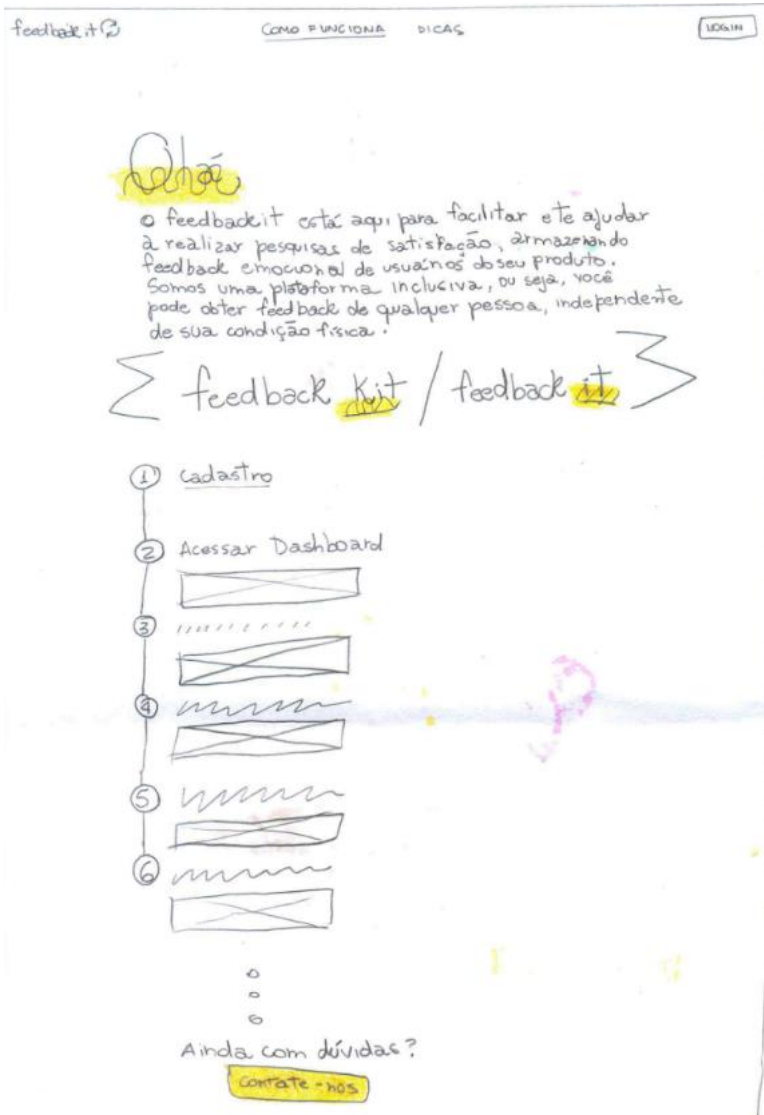 feedback.it
COMO FUNCIONA DICAS
LOGIN
Olá
O feedbackit está aqui para facilitar e te ajudar
à realizar pesquisas de satisfação, armazenando
feedback emocional de usuários do seu produto.
Somos uma plataforma inclusiva, ou seja, você
pode obter feedback de qualquer pessoa, independente
de sua condição física.
feedback kit / feedback it
1 Cadastro
2 Acessar Dashboard
3
4
5
6
Ainda com dúvidas?
contate-nos